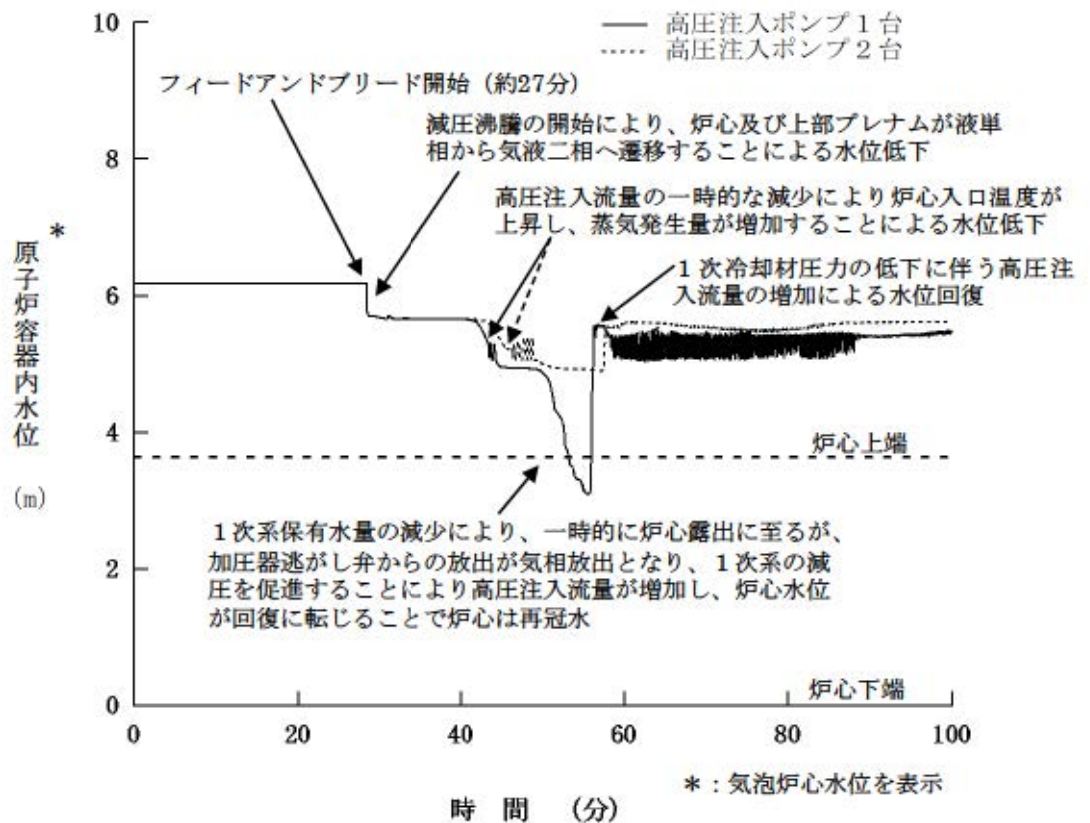 10
高圧注入ポンプ１台
高圧注入ポンプ２台
フィードアンドブリード開始（約27分）
減圧沸騰の開始により、炉心及び上部プレナムが液単
相から気液二相へ遷移することによる水位低下
8
高圧注入流量の一時的な減少により炉心入口温度が
上昇し、蒸気発生量が増加することによる水位低下
１次冷却材圧力の低下に伴う高圧注
入流量の増加による水位回復
6
原子炉容器内水位＊
(m)
4
炉心上端
１次系保有水量の減少により、一時的に炉心露出に至るが、
加圧器逃がし弁からの放出が気相放出となり、１次系の減
圧を促進することにより高圧注入流量が増加し、炉心水位
が回復に転じることで炉心は再冠水
2
炉心下端
0
0 20 40 60 80 100
＊：気泡炉心水位を表示
時　間　（分）